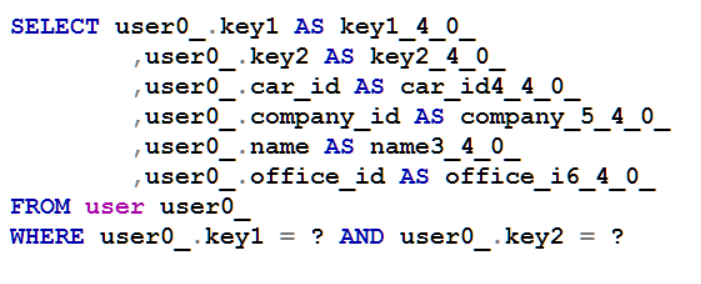 SELECT user0_.key1 AS key1_4_0_
,user0_.key2 AS key2_4_0_
,user0_.car_id AS car_id4_4_0_
,user0_.company_id AS company_5_4_0_
,user0_.name AS name3_4_0_
,user0_.office_id AS office_i6_4_0_
FROM user user0_
WHERE user0_.key1 = ? AND user0_.key2 = ?